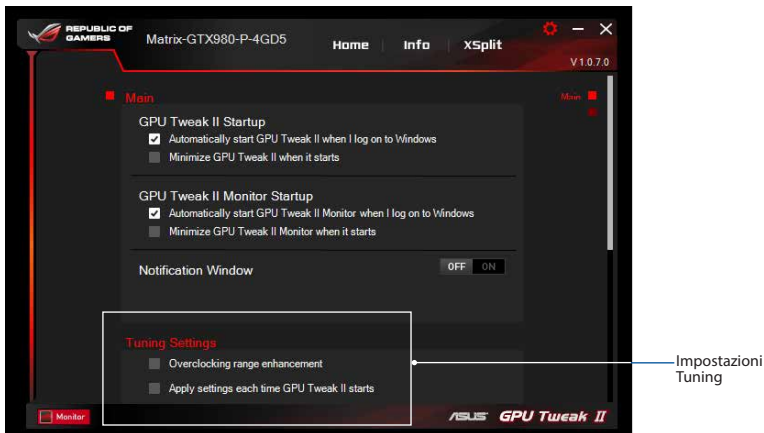 REPUBLIC OF
GAMERS
Matrix-GTX980-P-4GD5
Home
Info
XSplit
V 1.0.7.0
Main
Main
GPU Tweak II Startup
Automatically start GPU Tweak II when I log on to Windows
Minimize GPU Tweak II when it starts
GPU Tweak II Monitor Startup
Automatically start GPU Tweak II Monitor when I log on to Windows
Minimize GPU Tweak II Monitor when it starts
Notification Window
OFF ON
Tuning Settings
Overclocking range enhancement
Apply settings each time GPU Tweak II starts
Impostazioni
Tuning
Monitor
ASUS GPU Tweak II